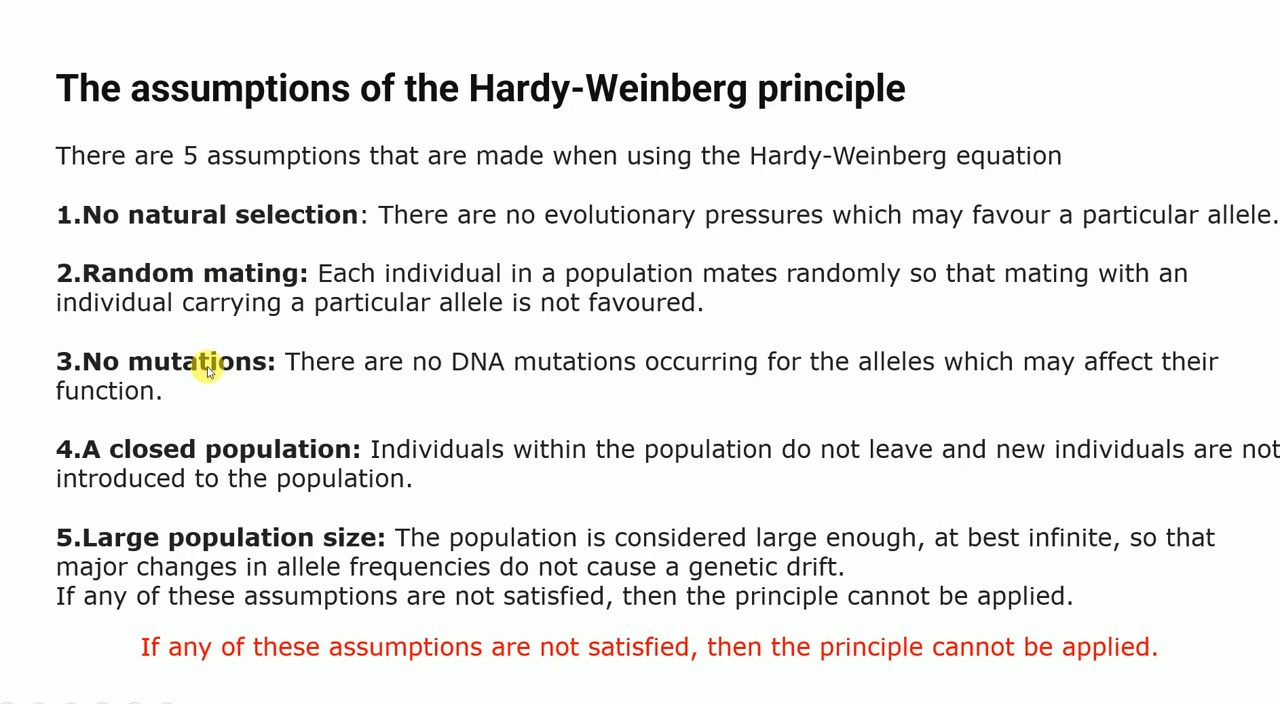 The assumptions of the Hardy-Weinberg principle
There are 5 assumptions that are made when using the Hardy-Weinberg equation
1.No natural selection: There are no evolutionary pressures which may favour a particular allele.
2.Random mating: Each individual in a population mates randomly so that mating with an
individual carrying a particular allele is not favoured.
3.No mutations: There are no DNA mutations occurring for the alleles which may affect their
function.
4.A closed population: Individuals within the population do not leave and new individuals are not
introduced to the population.
5.Large population size: The population is considered large enough, at best infinite, so that
major changes in allele frequencies do not cause a genetic drift.
If any of these assumptions are not satisfied, then the principle cannot be applied.
If any of these assumptions are not satisfied, then the principle cannot be applied.